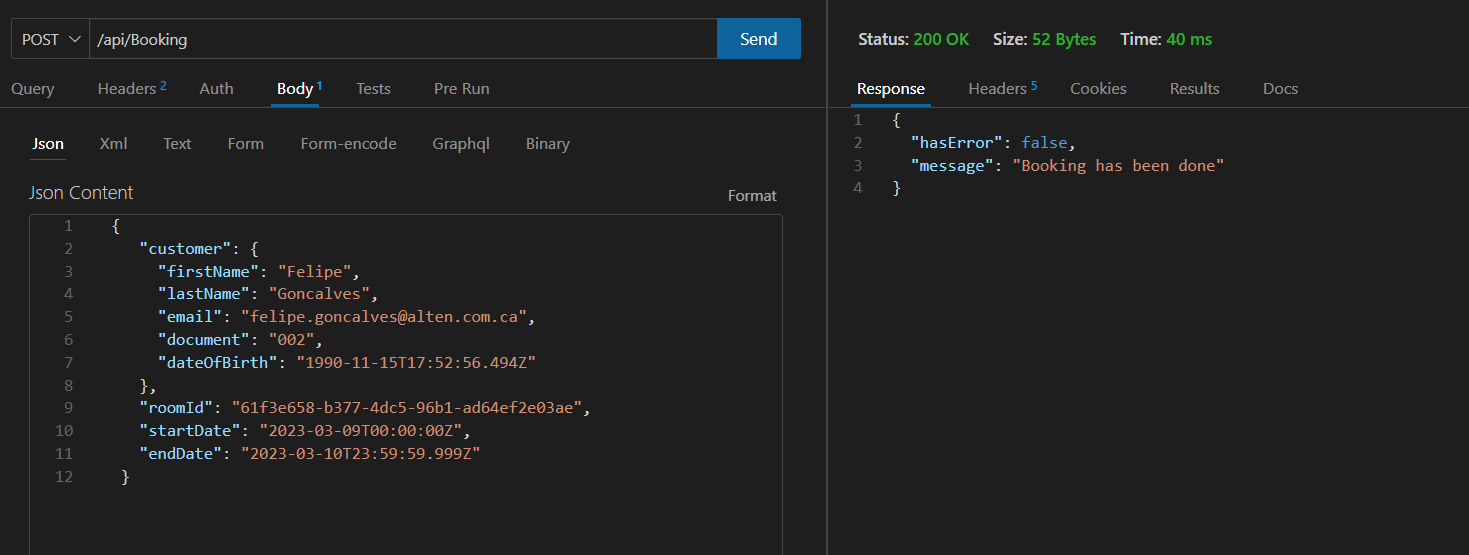 POST /api/Booking Send
Query Headers 2 Auth Body 1 Tests Pre Run
Json Xml Text Form Form-encode Graphql Binary
Json Content Format
1 {
2 "customer": {
3 "firstName": "Felipe",
4 "lastName": "Goncalves",
5 "email": "felipe.goncalves@alten.com.ca",
6 "document": "002",
7 "dateOfBirth": "1990-11-15T17:52:56.494Z"
8 },
9 "roomId": "61f3e658-b377-4dc5-96b1-ad64ef2e03ae",
10 "startDate": "2023-03-09T00:00:00Z",
11 "endDate": "2023-03-10T23:59:59.999Z"
12 }
Status: 200 OK Size: 52 Bytes Time: 40 ms
Response Headers 5 Cookies Results Docs
1 {
2 "hasError": false,
3 "message": "Booking has been done"
4 }